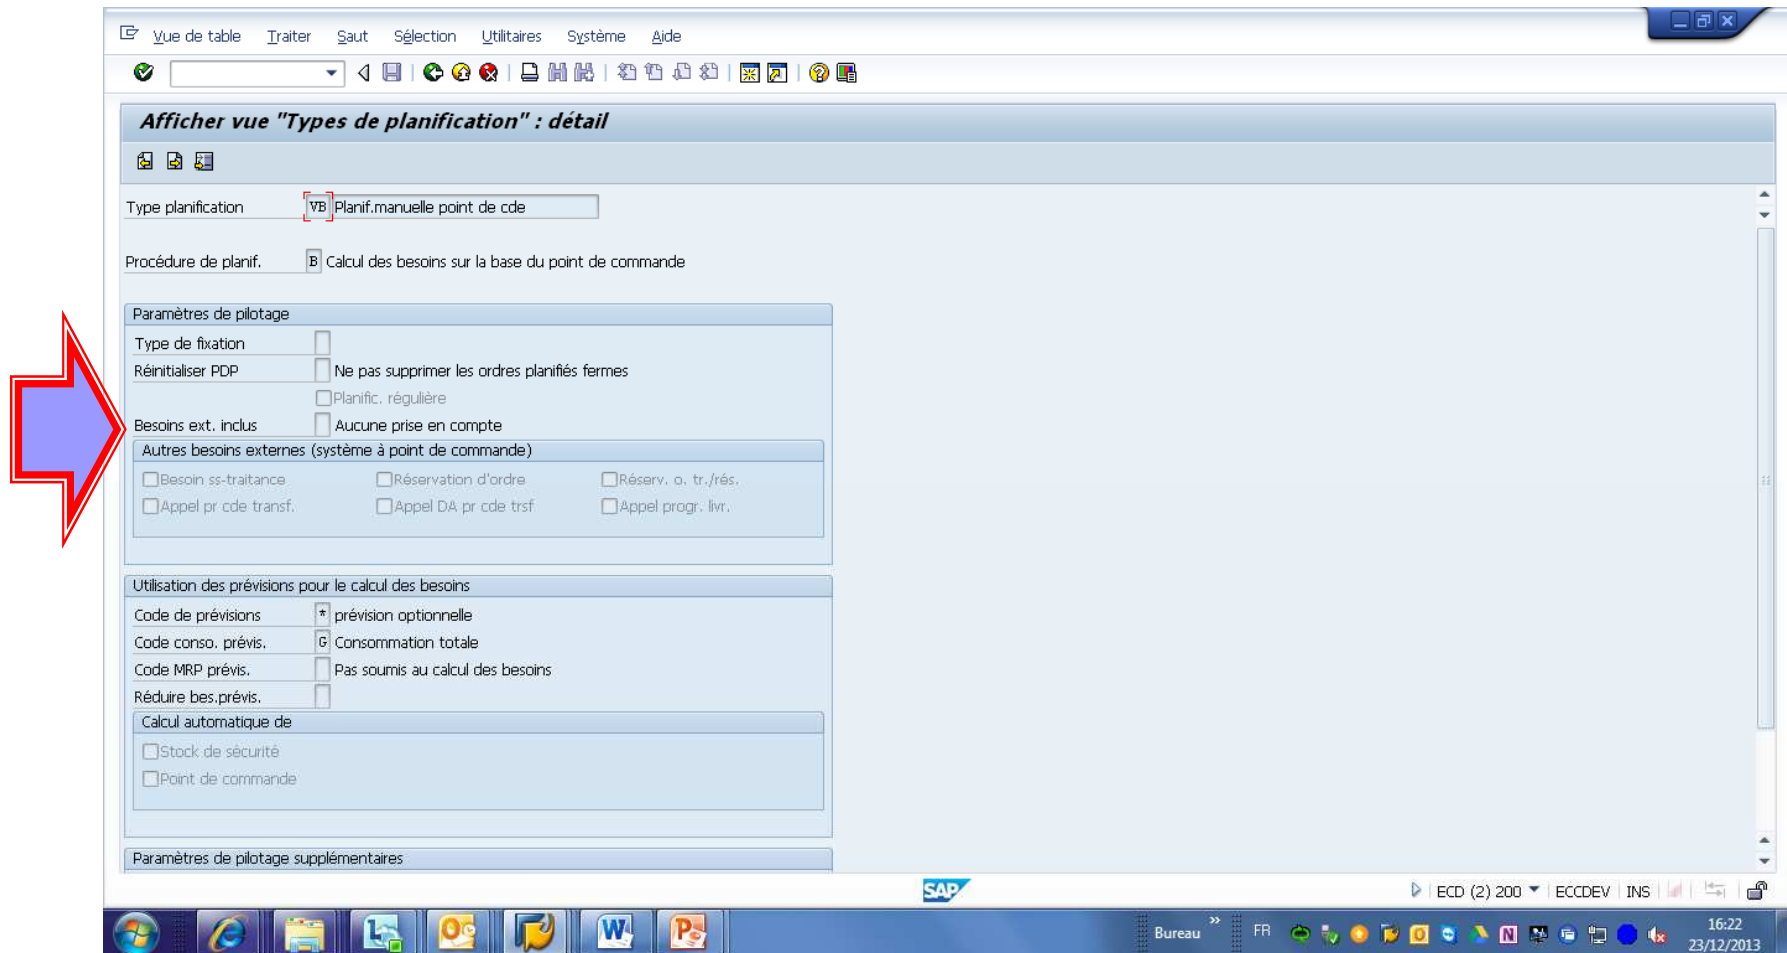 Vue de table Traiter Saut Sélection Utilitaires Système Aide
Afficher vue "Types de planification" : détail
Type planification VB Planif.manuelle point de cde
Procédure de planif. B Calcul des besoins sur la base du point de commande
Paramètres de pilotage
Type de fixation
Réinitialiser PDP Ne pas supprimer les ordres planifiés fermes
Planific. régulière
Besoins ext. inclus Aucune prise en compte
Autres besoins externes (système à point de commande)
Besoin ss-traitance Réservation d'ordre Réserv. o. tr./rés.
Appel pr cde transf. Appel DA pr cde trsf Appel progr. livr.
Utilisation des prévisions pour le calcul des besoins
Code de prévisions * prévision optionnelle
Code conso. prévis. G Consommation totale
Code MRP prévis. Pas soumis au calcul des besoins
Réduire bes.prévis.
Calcul automatique de
Stock de sécurité
Point de commande
Paramètres de pilotage supplémentaires
SAP ECD (2) 200 ECCDEV INS
Bureau » FR 16:22
23/12/2013